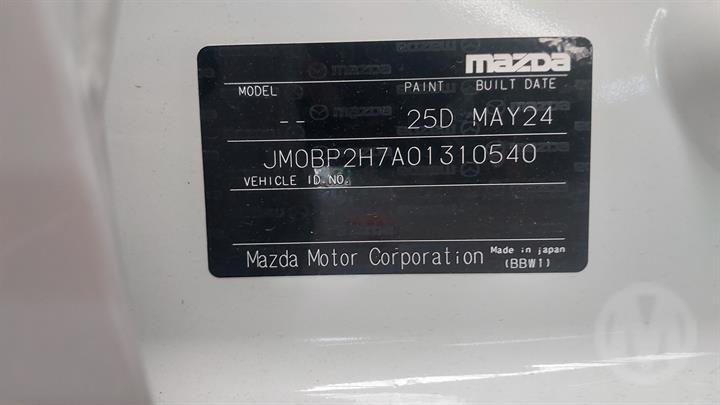 mazda
MODEL PAINT BUILT DATE
-- 25D MAY24
JM0BP2H7A01310540
VEHICLE ID.NO.
Mazda Motor Corporation Made in japan
(BBW1)